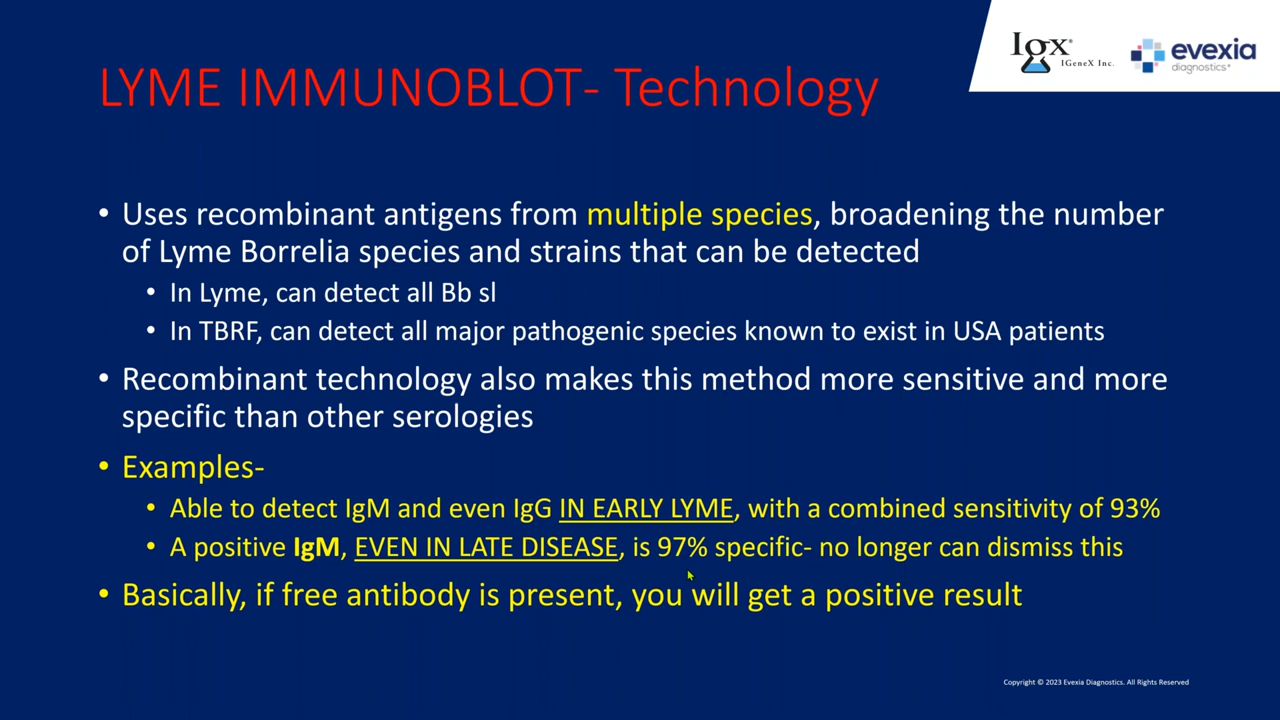 Igx®
IGeneX Inc.
evexia
diagnostics
LYME IMMUNOBLOT- Technology
• Uses recombinant antigens from multiple species, broadening the number
of Lyme Borrelia species and strains that can be detected
• In Lyme, can detect all Bb sl
• In TBRF, can detect all major pathogenic species known to exist in USA patients
• Recombinant technology also makes this method more sensitive and more
specific than other serologies
• Examples-
• Able to detect IgM and even IgG IN EARLY LYME, with a combined sensitivity of 93%
• A positive IgM, EVEN IN LATE DISEASE, is 97% specific- no longer can dismiss this
• Basically, if free antibody is present, you will get a positive result
Copyright © 2023 Evexia Diagnostics. All Rights Reserved